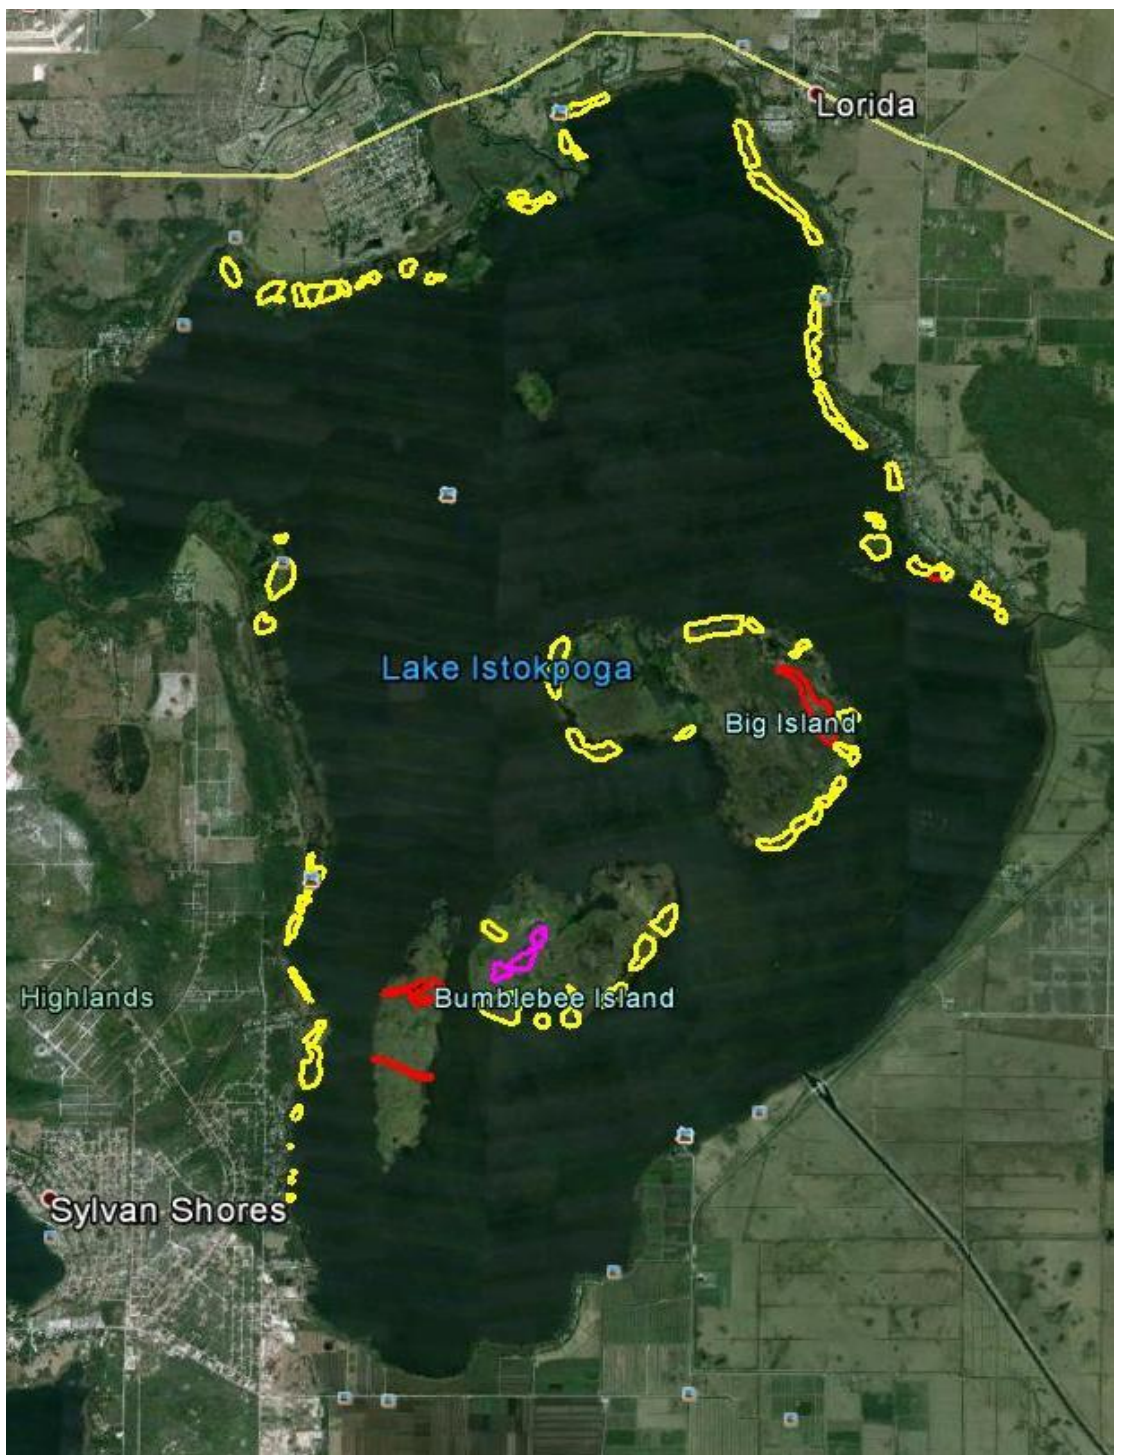 Lorida
Lake Istokpoga
Big Island
Highlands
Bumblebee Island
Sylvan Shores